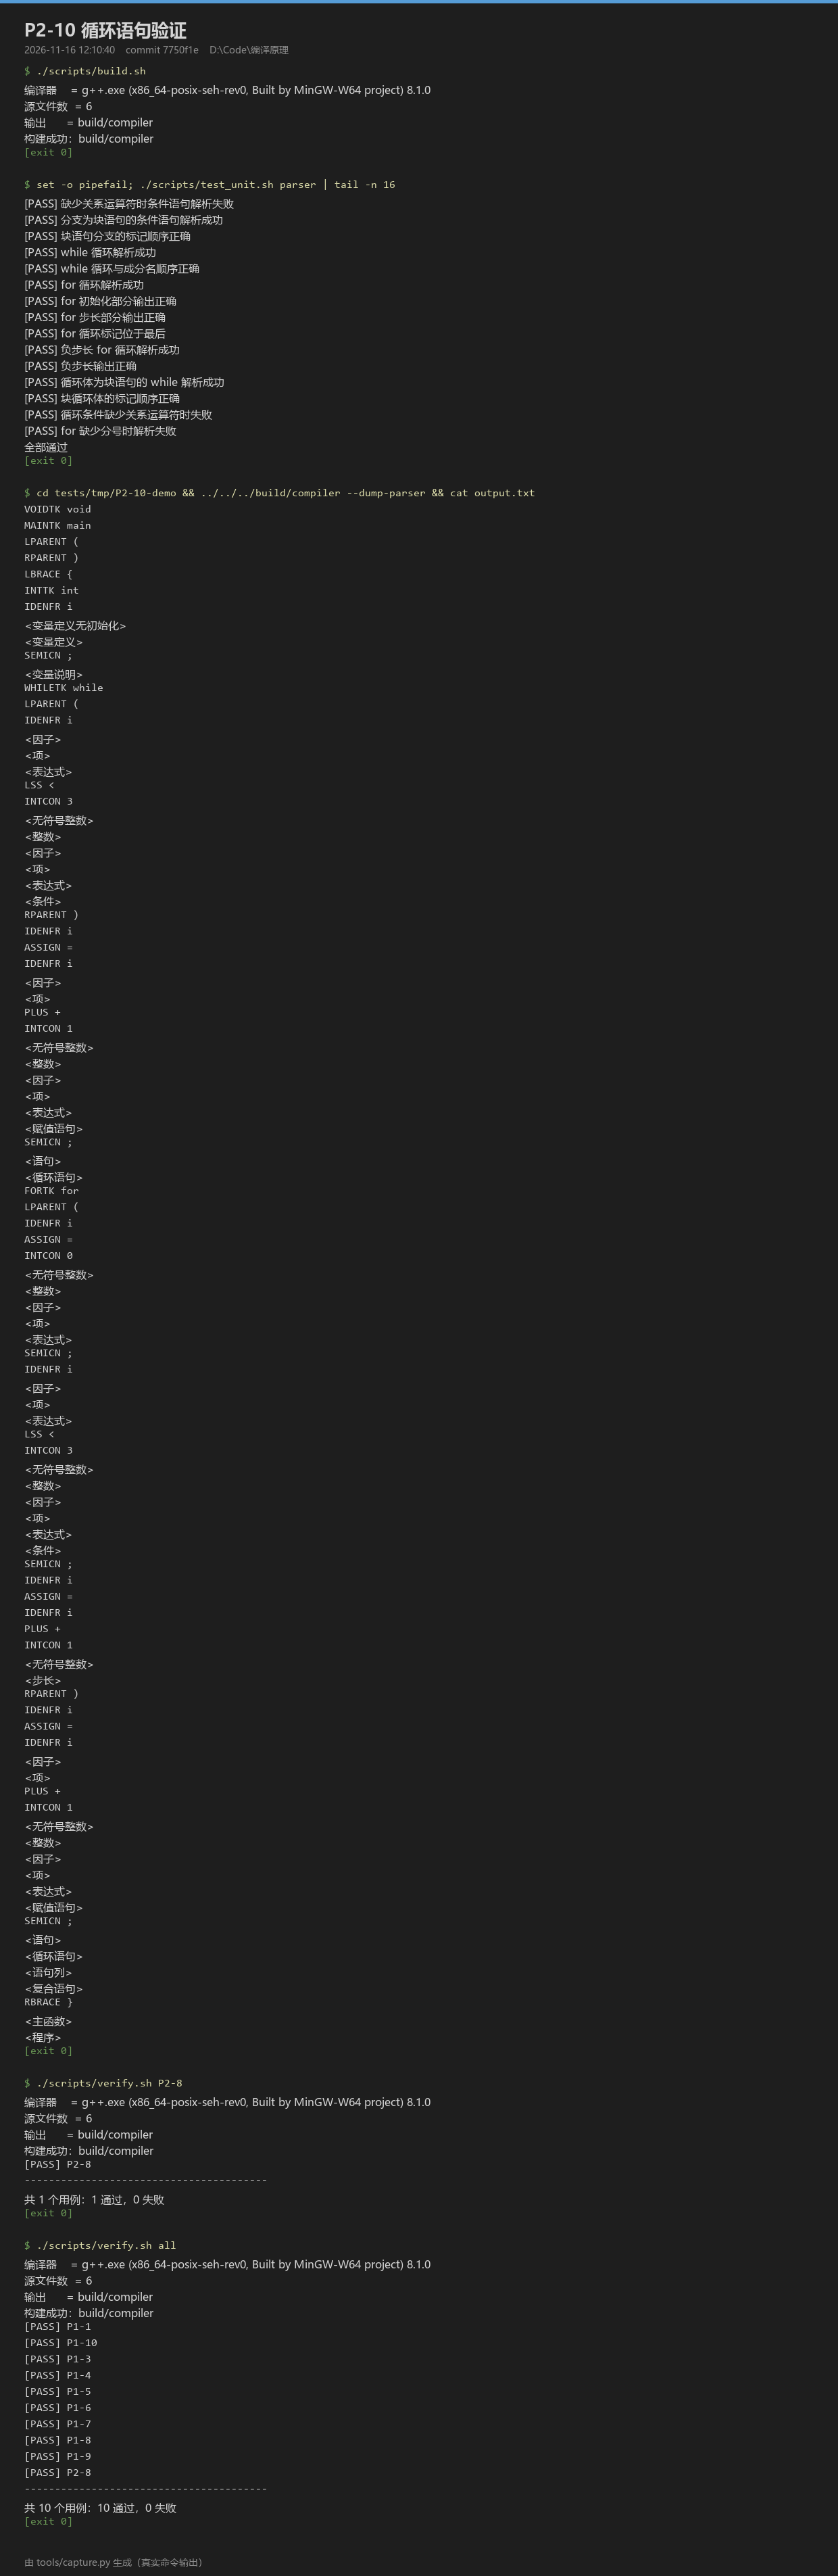 P2-10 循环语句验证
2026-11-16 12:10:40 commit 7750f1e D:\Code\编译原理
$ ./scripts/build.sh
编译器 = g++.exe (x86_64-posix-seh-rev0, Built by MinGW-W64 project) 8.1.0
源文件数 = 6
输出 = build/compiler
构建成功：build/compiler
[exit 0]
$ set -o pipefail; ./scripts/test_unit.sh parser | tail -n 16
[PASS] 缺少关系运算符时条件语句解析失败
[PASS] 分支为块语句的条件语句解析成功
[PASS] 块语句分支的标记顺序正确
[PASS] while 循环解析成功
[PASS] while 循环与成分名顺序正确
[PASS] for 循环解析成功
[PASS] for 初始化部分输出正确
[PASS] for 步长部分输出正确
[PASS] for 循环标记位于最后
[PASS] 负步长 for 循环解析成功
[PASS] 负步长输出正确
[PASS] 循环体为块语句的 while 解析成功
[PASS] 块循环体的标记顺序正确
[PASS] 循环条件缺少关系运算符时失败
[PASS] for 缺少分号时解析失败
全部通过
[exit 0]
$ cd tests/tmp/P2-10-demo && ../../../build/compiler --dump-parser && cat output.txt
VOIDTK void
MAINTK main
LPARENT (
RPARENT )
LBRACE {
INTTK int
IDENFR i
<变量定义无初始化>
<变量定义>
SEMICN ;
<变量说明>
WHILETK while
LPARENT (
IDENFR i
<因子>
<项>
<表达式>
LSS <
INTCON 3
<无符号整数>
<整数>
<因子>
<项>
<表达式>
<条件>
RPARENT )
IDENFR i
ASSIGN =
IDENFR i
<因子>
<项>
PLUS +
INTCON 1
<无符号整数>
<整数>
<因子>
<项>
<表达式>
<赋值语句>
SEMICN ;
<语句>
<循环语句>
FORTK for
LPARENT (
IDENFR i
ASSIGN =
INTCON 0
<无符号整数>
<整数>
<因子>
<项>
<表达式>
SEMICN ;
IDENFR i
<因子>
<项>
<表达式>
LSS <
INTCON 3
<无符号整数>
<整数>
<因子>
<项>
<表达式>
<条件>
SEMICN ;
IDENFR i
ASSIGN =
IDENFR i
PLUS +
INTCON 1
<无符号整数>
<步长>
RPARENT )
IDENFR i
ASSIGN =
IDENFR i
<因子>
<项>
PLUS +
INTCON 1
<无符号整数>
<整数>
<因子>
<项>
<表达式>
<赋值语句>
SEMICN ;
<语句>
<循环语句>
<语句列>
<复合语句>
RBRACE }
<主函数>
<程序>
[exit 0]
$ ./scripts/verify.sh P2-8
编译器 = g++.exe (x86_64-posix-seh-rev0, Built by MinGW-W64 project) 8.1.0
源文件数 = 6
输出 = build/compiler
构建成功：build/compiler
[PASS] P2-8
----------------------------------------
共 1 个用例：1 通过，0 失败
[exit 0]
$ ./scripts/verify.sh all
编译器 = g++.exe (x86_64-posix-seh-rev0, Built by MinGW-W64 project) 8.1.0
源文件数 = 6
输出 = build/compiler
构建成功：build/compiler
[PASS] P1-1
[PASS] P1-10
[PASS] P1-3
[PASS] P1-4
[PASS] P1-5
[PASS] P1-6
[PASS] P1-7
[PASS] P1-8
[PASS] P1-9
[PASS] P2-8
----------------------------------------
共 10 个用例：10 通过，0 失败
[exit 0]
由 tools/capture.py 生成（真实命令输出）